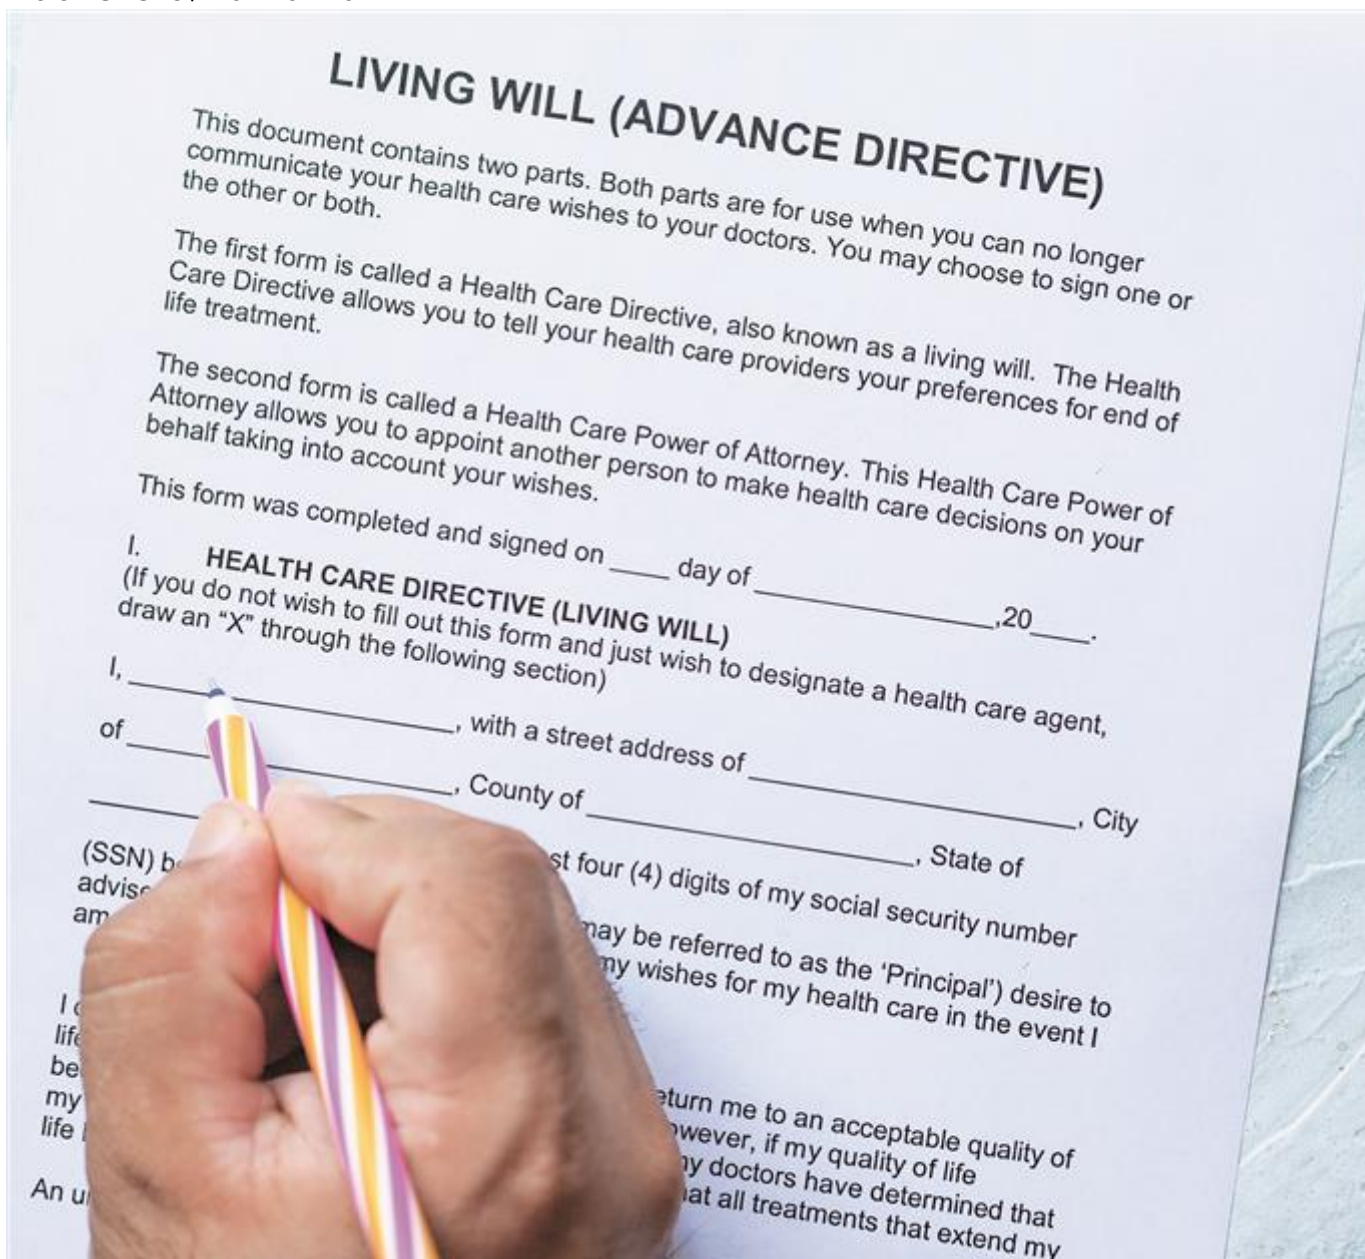 LIVING WILL (ADVANCE DIRECTIVE)
This document contains two parts. Both parts are for use when you can no longer
communicate your health care wishes to your doctors. You may choose to sign one or
the other or both.
The first form is called a Health Care Directive, also known as a living will. The Health
Care Directive allows you to tell your health care providers your preferences for end of
life treatment.
The second form is called a Health Care Power of Attorney. This Health Care Power of
Attorney allows you to appoint another person to make health care decisions on your
behalf taking into account your wishes.
This form was completed and signed on ____ day of ________________,20____.
I. HEALTH CARE DIRECTIVE (LIVING WILL)
(If you do not wish to fill out this form and just wish to designate a health care agent,
draw an “X” through the following section)
I, ______________________, with a street address of ______________________, City
of ______________________, County of ______________________, State of
________ four (4) digits of my social security number
(SSN)
may be referred to as the ‘Principal’) desire to
my wishes for my health care in the event I
am
I
me to an acceptable quality of
if my quality of life
doctors have determined that
my all treatments that extend my
life
An